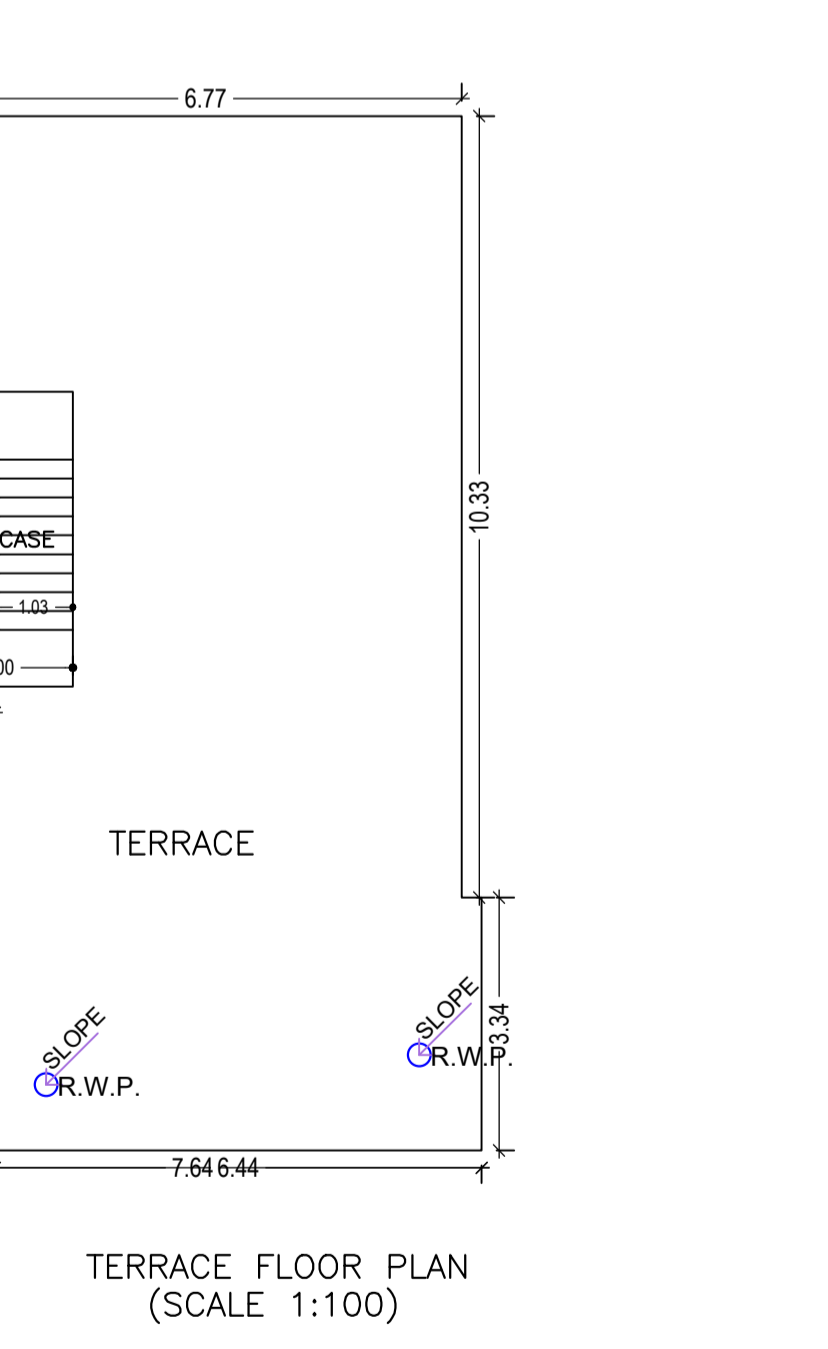 6.77
10.33
CASE
1.03
00
TERRACE
SLOPE
R.W.P.
SLOPE
R.W.P.
3.34
7.64 6.44
TERRACE FLOOR PLAN
(SCALE 1:100)